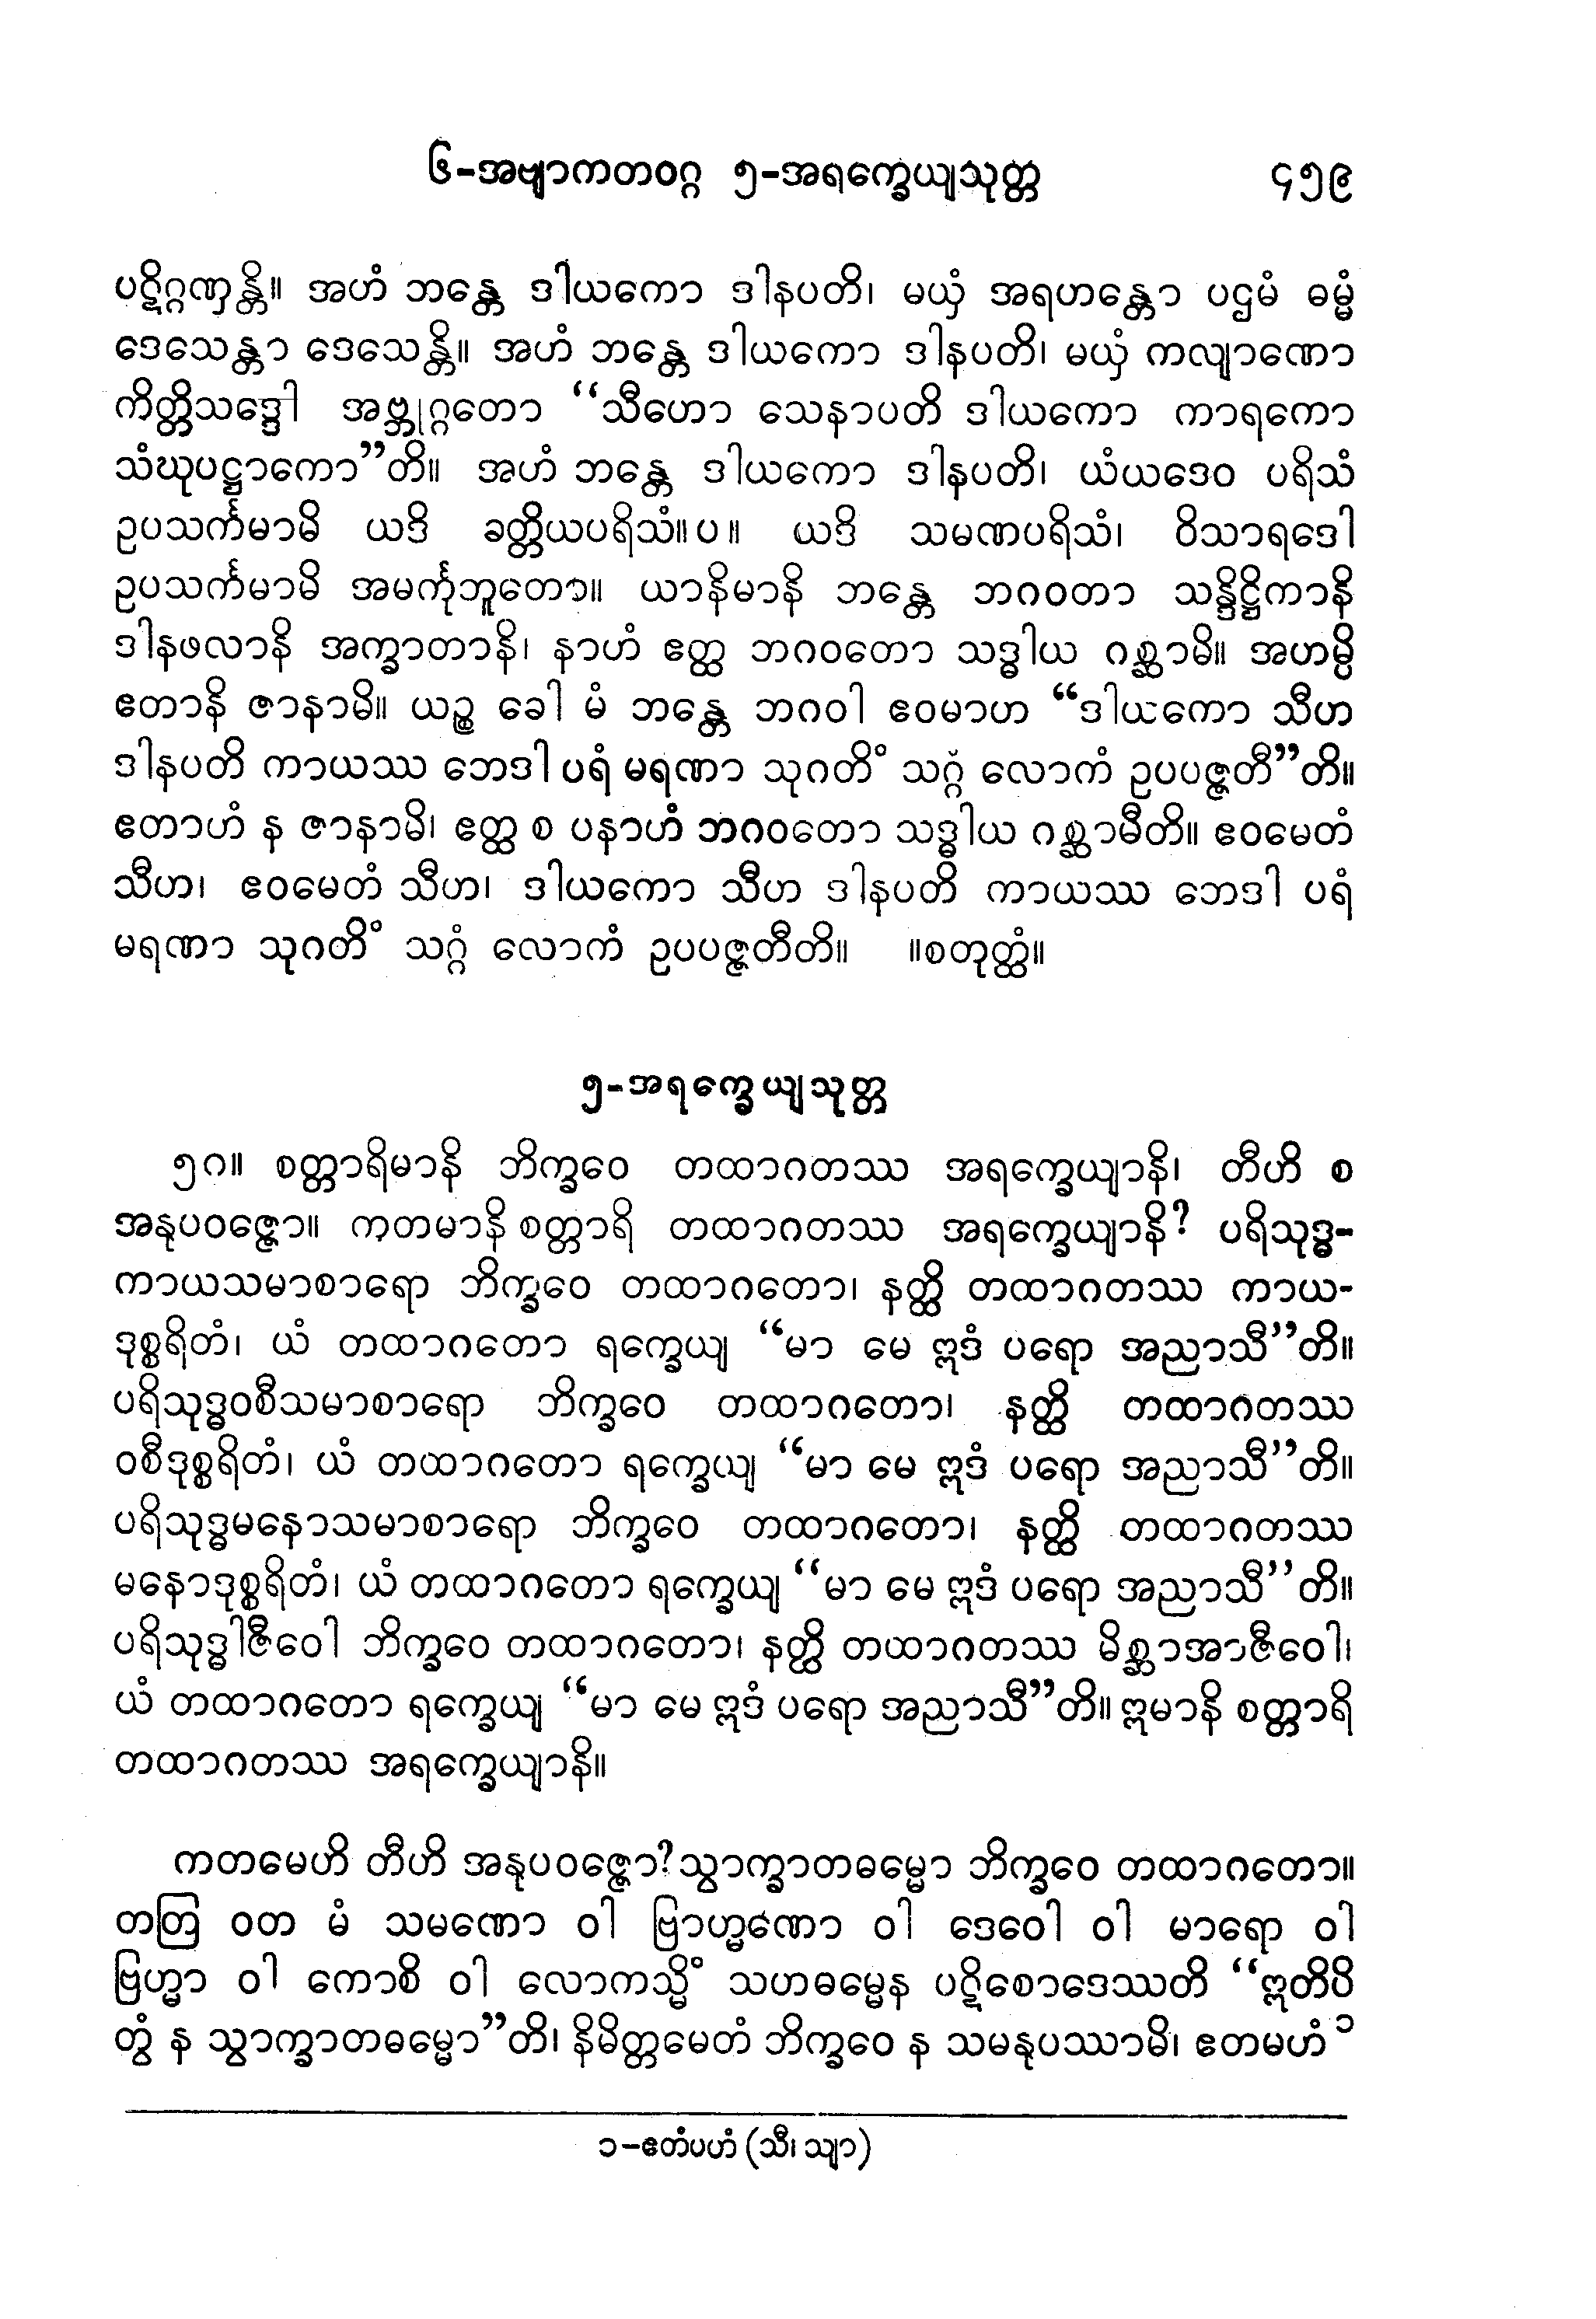 ၆-အဗျာကတဝဂ္ဂ ၅-အရက္ခေယျသုတ္တ ၄၅၉
ပဋိဂ္ဂဏှန္တိ။ အဟံ ဘန္တေ ဒါယကော ဒါနပတိ၊ မယှံ အရဟန္တော ပဌမံ ဓမ္မံ
ဒေသေန္တာ ဒေသေန္တိ။ အဟံ ဘန္တေ ဒါယကော ဒါနပတိ၊ မယှံ ကလျာဏော
ကိတ္တိသဒ္ဒေါ အဗ္ဘုဂ္ဂတော “သီဟော သေနာပတိ ဒါယကော ကာရကော
သံဃုပဋ္ဌာကော”တိ။ အဟံ ဘန္တေ ဒါယကော ဒါနပတိ၊ ယံယဒေဝ ပရိသံ
ဥပသင်္ကမာမိ ယဒိ ခတ္တိယပရိသံ။ပ။ ယဒိ သမဏပရိသံ၊ ဝိသာရဒေါ
ဥပသင်္ကမာမိ အမင်္ကုဘူတော။ ယာနိမာနိ ဘန္တေ ဘဂဝတာ သန္ဒိဋ္ဌိကာနိ
ဒါနဖလာနိ အက္ခာတာနိ၊ နာဟံ ဧတ္ထ ဘဂဝတော သဒ္ဓါယ ဂစ္ဆာမိ။ အဟမ္ပိ
ဧတာနိ ဇာနာမိ။ ယဉ္စ ခေါ မံ ဘန္တေ ဘဂဝါ ဧဝမာဟ “ဒါယကော သီဟ
ဒါနပတိ ကာယဿ ဘေဒါ ပရံ မရဏာ သုဂတိံ သဂ္ဂံ လောကံ ဥပပဇ္ဇတီ”တိ။
ဧတာဟံ န ဇာနာမိ၊ ဧတ္ထ စ ပနာဟံ ဘဂဝတော သဒ္ဓါယ ဂစ္ဆာမီတိ။ ဧဝမေတံ
သီဟ၊ ဧဝမေတံ သီဟ၊ ဒါယကော သီဟ ဒါနပတိ ကာယဿ ဘေဒါ ပရံ
မရဏာ သုဂတိံ သဂ္ဂံ လောကံ ဥပပဇ္ဇတီတိ။ ။စတုတ္ထံ။
၅-အရက္ခေယျသုတ္တ
၅၈။ စတ္တာရိမာနိ ဘိက္ခဝေ တထာဂတဿ အရက္ခေယျာနိ၊ တီဟိ စ
အနုပဝဇ္ဇော။ ကတမာနိ စတ္တာရိ တထာဂတဿ အရက္ခေယျာနိ? ပရိသုဒ္ဓ-
ကာယသမာစာရော ဘိက္ခဝေ တထာဂတော၊ နတ္ထိ တထာဂတဿ ကာယ-
ဒုစ္စရိတံ၊ ယံ တထာဂတော ရက္ခေယျ “မာ မေ ဣဒံ ပရော အညာသီ”တိ။
ပရိသုဒ္ဓဝစီသမာစာရော ဘိက္ခဝေ တထာဂတော၊ နတ္ထိ တထာဂတဿ
ဝစီဒုစ္စရိတံ၊ ယံ တထာဂတော ရက္ခေယျ “မာ မေ ဣဒံ ပရော အညာသီ”တိ။
ပရိသုဒ္ဓမနောသမာစာရော ဘိက္ခဝေ တထာဂတော၊ နတ္ထိ တထာဂတဿ
မနောဒုစ္စရိတံ၊ ယံ တထာဂတော ရက္ခေယျ “မာ မေ ဣဒံ ပရော အညာသီ”တိ။
ပရိသုဒ္ဓါဇီဝေါ ဘိက္ခဝေ တထာဂတော၊ နတ္ထိ တထာဂတဿ မိစ္ဆာအာဇီဝေါ၊
ယံ တထာဂတော ရက္ခေယျ “မာ မေ ဣဒံ ပရော အညာသီ”တိ။ ဣမာနိ စတ္တာရိ
တထာဂတဿ အရက္ခေယျာနိ။
ကတမေဟိ တီဟိ အနုပဝဇ္ဇော? သွာက္ခာတဓမ္မော ဘိက္ခဝေ တထာဂတော။
တတြ ဝတ မံ သမဏော ဝါ ဗြာဟ္မဏော ဝါ ဒေဝေါ ဝါ မာရော ဝါ
ဗြဟ္မာ ဝါ ကောစိ ဝါ လောကသ္မိံ သဟဓမ္မေန ပဋိစောဒေဿတိ “ဣတိပိ
တွံ န သွာက္ခာတဓမ္မော”တိ၊ နိမိတ္တမေတံ ဘိက္ခဝေ န သမနုပဿာမိ၊ ဧတမဟံ ၁
၁-ဧတံပဟံ (သီ၊ သျာ)